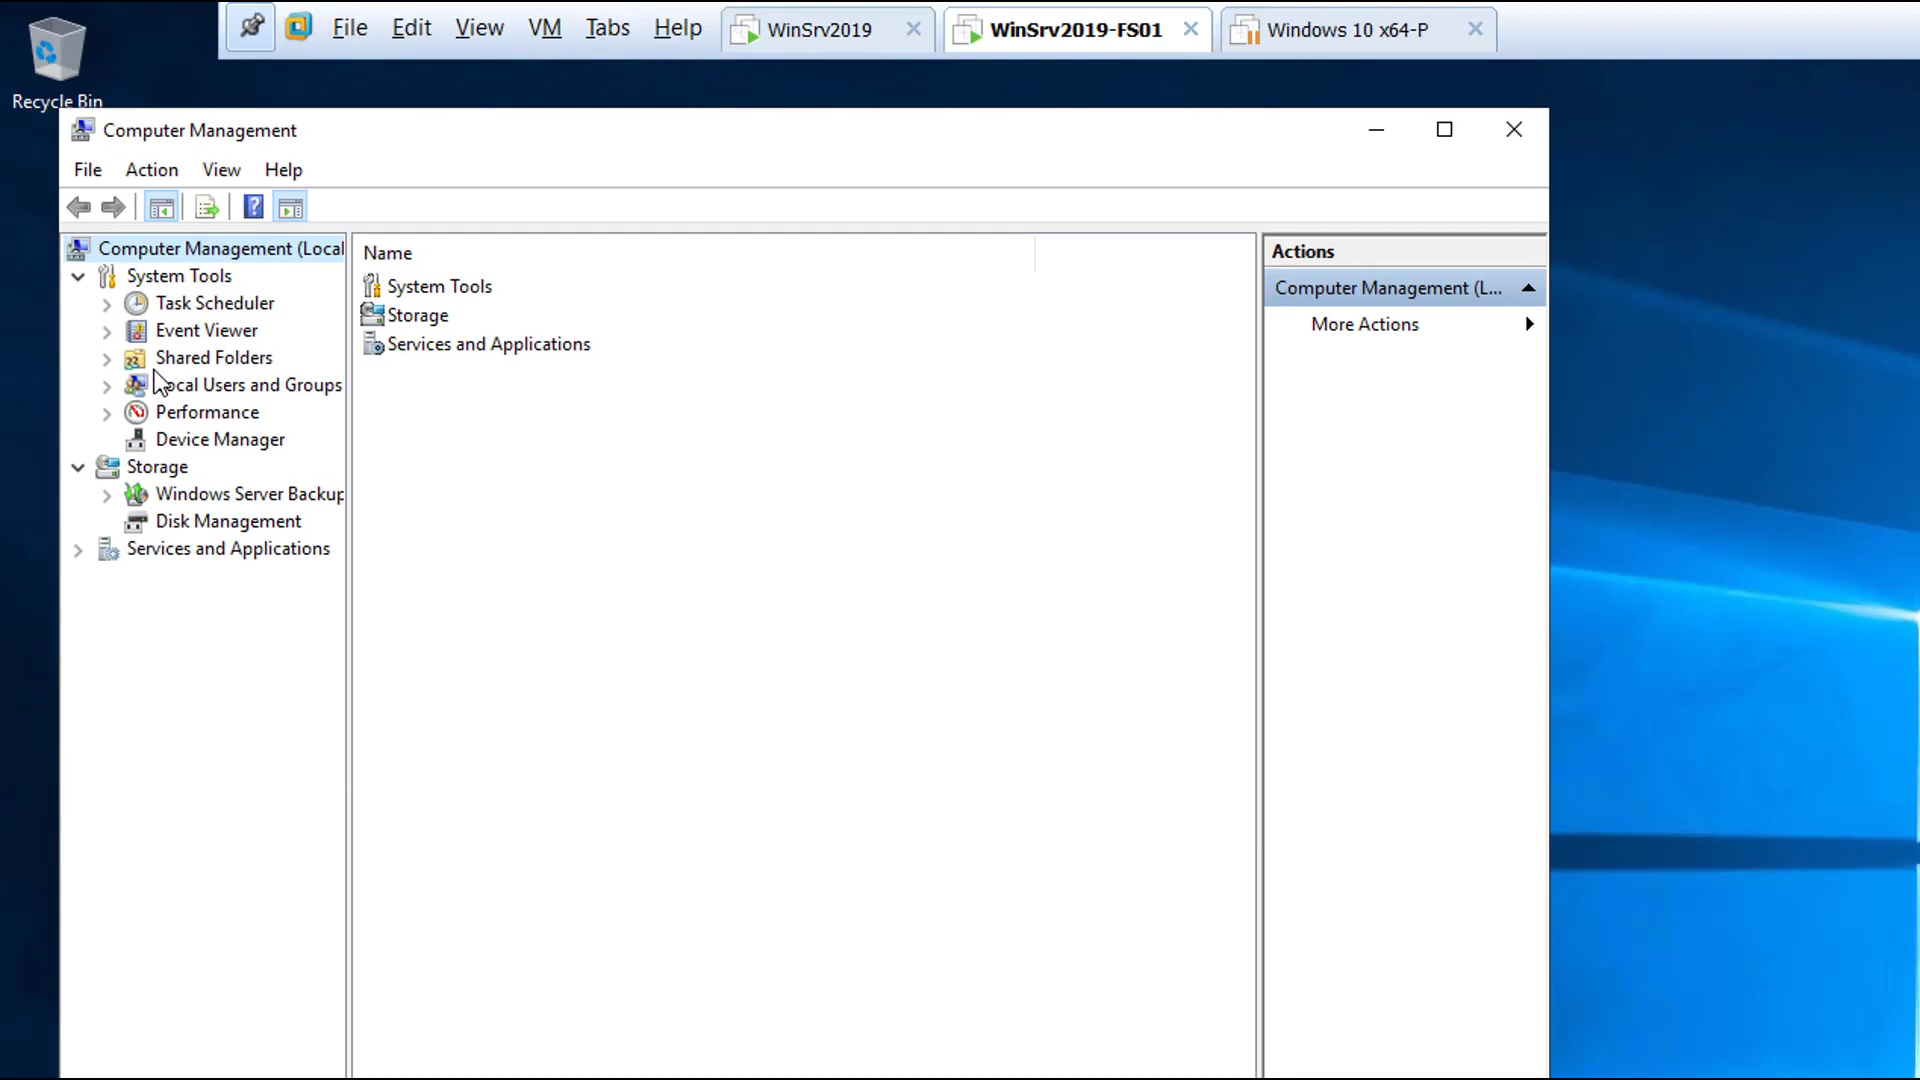 File Edit View VM Tabs Help WinSrv2019 WinSrv2019-FS01 Windows 10 x64-P
Recycle Bin
Computer Management
File Action View Help
Computer Management (Local
System Tools
Task Scheduler
Event Viewer
Shared Folders
Local Users and Groups
Performance
Device Manager
Storage
Windows Server Backup
Disk Management
Services and Applications
Name
System Tools
Storage
Services and Applications
Actions
Computer Management (L...
More Actions